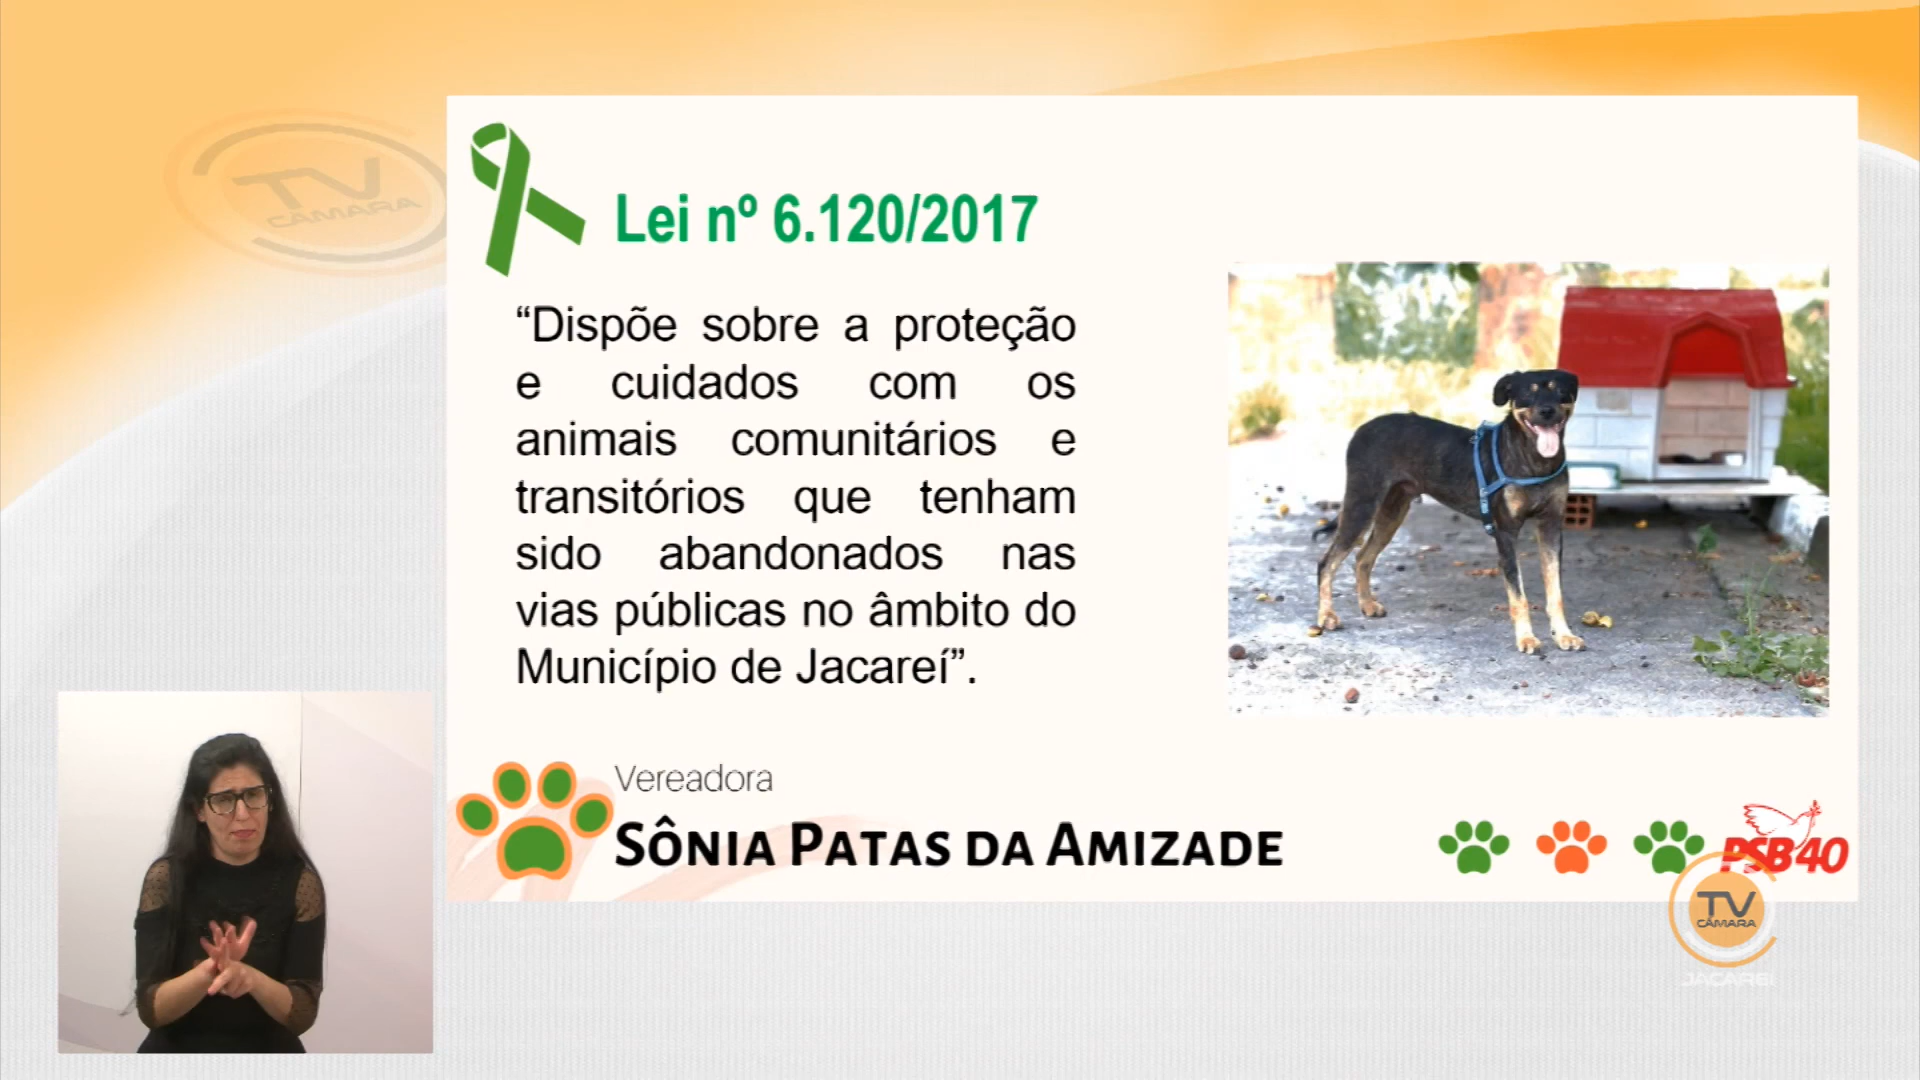 TV
CÂMARA
Lei nº 6.120/2017
“Dispõe sobre a proteção
e cuidados com os
animais comunitários e
transitórios que tenham
sido abandonados nas
vias públicas no âmbito do
Município de Jacareí”.
Vereadora
SÔNIA PATAS DA AMIZADE
PSB40
TV
CÂMARA
JACAREÍ